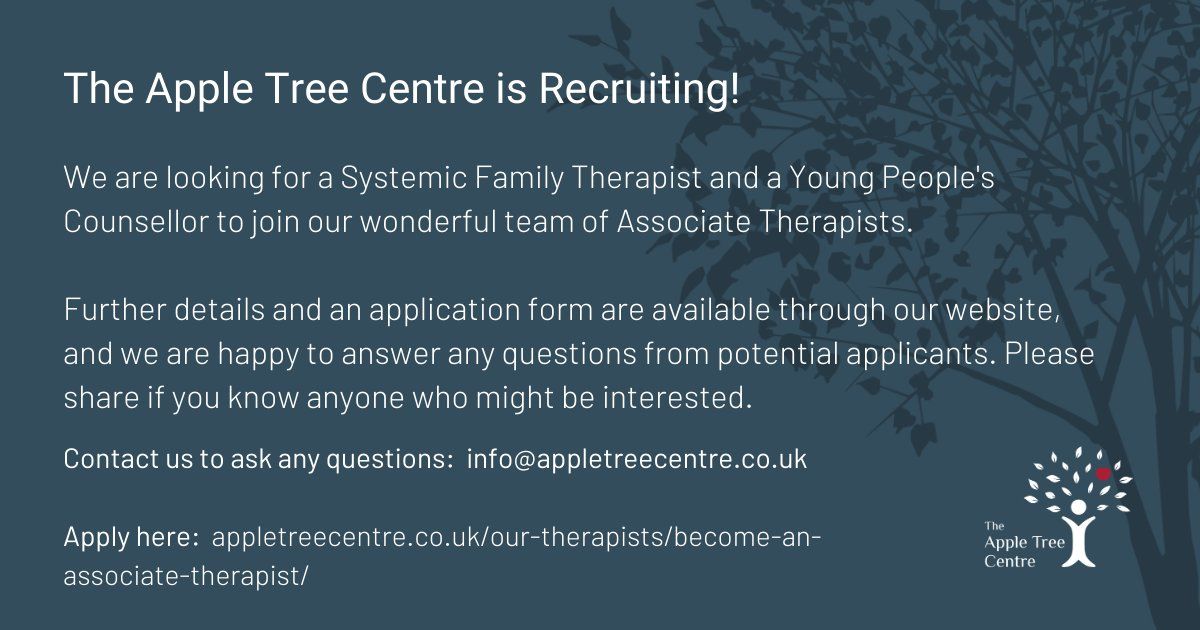 The Apple Tree Centre is Recruiting!
We are looking for a Systemic Family Therapist and a Young People's
Counsellor to join our wonderful team of Associate Therapists.
Further details and an application form are available through our website,
and we are happy to answer any questions from potential applicants. Please
share if you know anyone who might be interested.
Contact us to ask any questions: info@appletreecentre.co.uk
Apply here: appletreecentre.co.uk/our-therapists/become-an-
associate-therapist/
The
Apple Tree
Centre